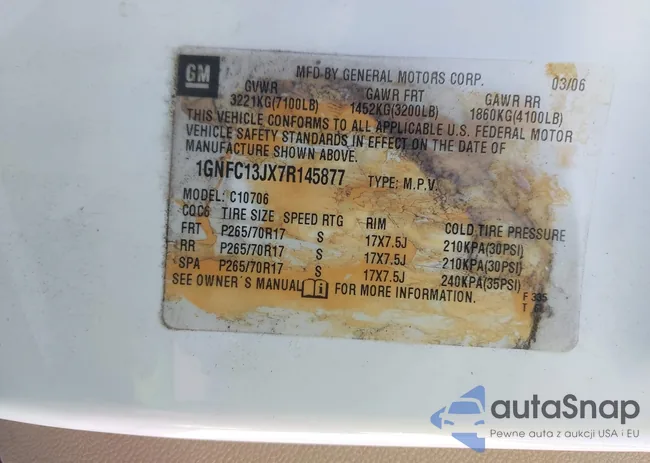 GM
MFD BY GENERAL MOTORS CORP. 03/06
GVWR GAWR FRT GAWR RR
3221KG(7100LB) 1452KG(3200LB) 1860KG(4100LB)
THIS VEHICLE CONFORMS TO ALL APPLICABLE U.S. FEDERAL MOTOR
VEHICLE SAFETY STANDARDS IN EFFECT ON THE DATE OF
MANUFACTURE SHOWN ABOVE.
1GNFC13JX7R145877 TYPE: M.P.V.
MODEL: C10706
CQC6 TIRE SIZE SPEED RTG RIM COLD TIRE PRESSURE
FRT P265/70R17 S 17X7.5J 210KPA(30PSI)
RR P265/70R17 S 17X7.5J 210KPA(30PSI)
SPA P265/70R17 S 17X7.5J 240KPA(35PSI)
SEE OWNER'S MANUAL FOR MORE INFORMATION.
F 335
T
autaSnap
Pewne auta z aukcji USA i EU